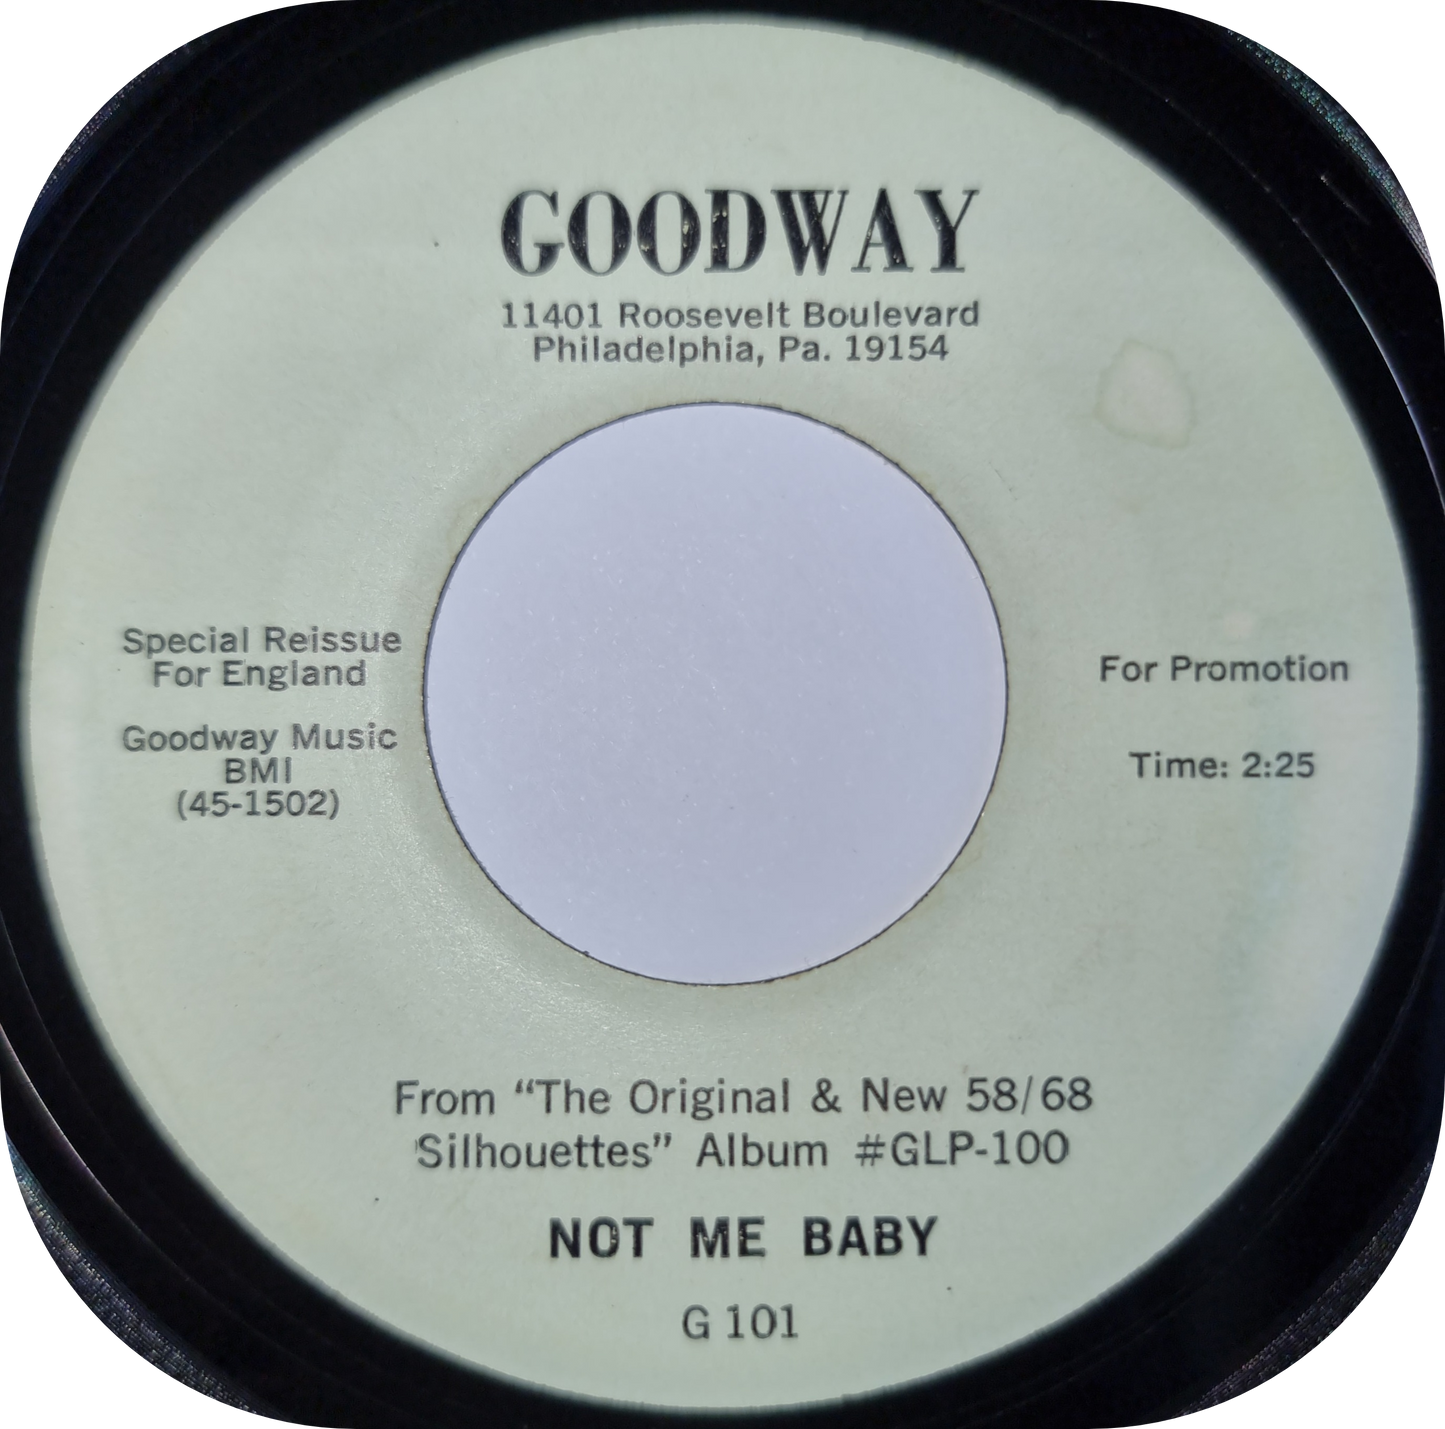 GOODWAY
11401 Roosevelt Boulevard
Philadelphia, Pa. 19154
Special Reissue
For England
Goodway Music
BMI
(45-1502)
For Promotion
Time: 2:25
From “The Original & New 58/68
Silhouettes” Album #GLP-100
NOT ME BABY
G 101